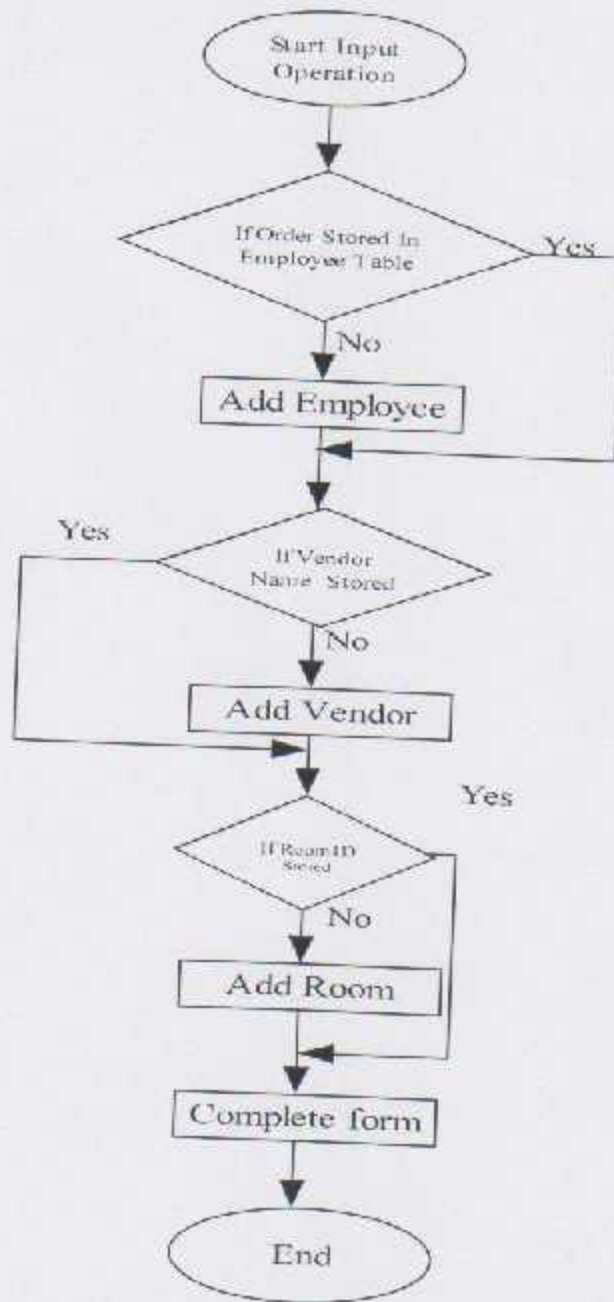 Start Input
Operation
If Order Stored In
Employee Table
Yes
No
Add Employee
Yes
If Vendor
Name Stored
No
Add Vendor
Yes
If Room ID
Stored
No
Add Room
Complete form
End